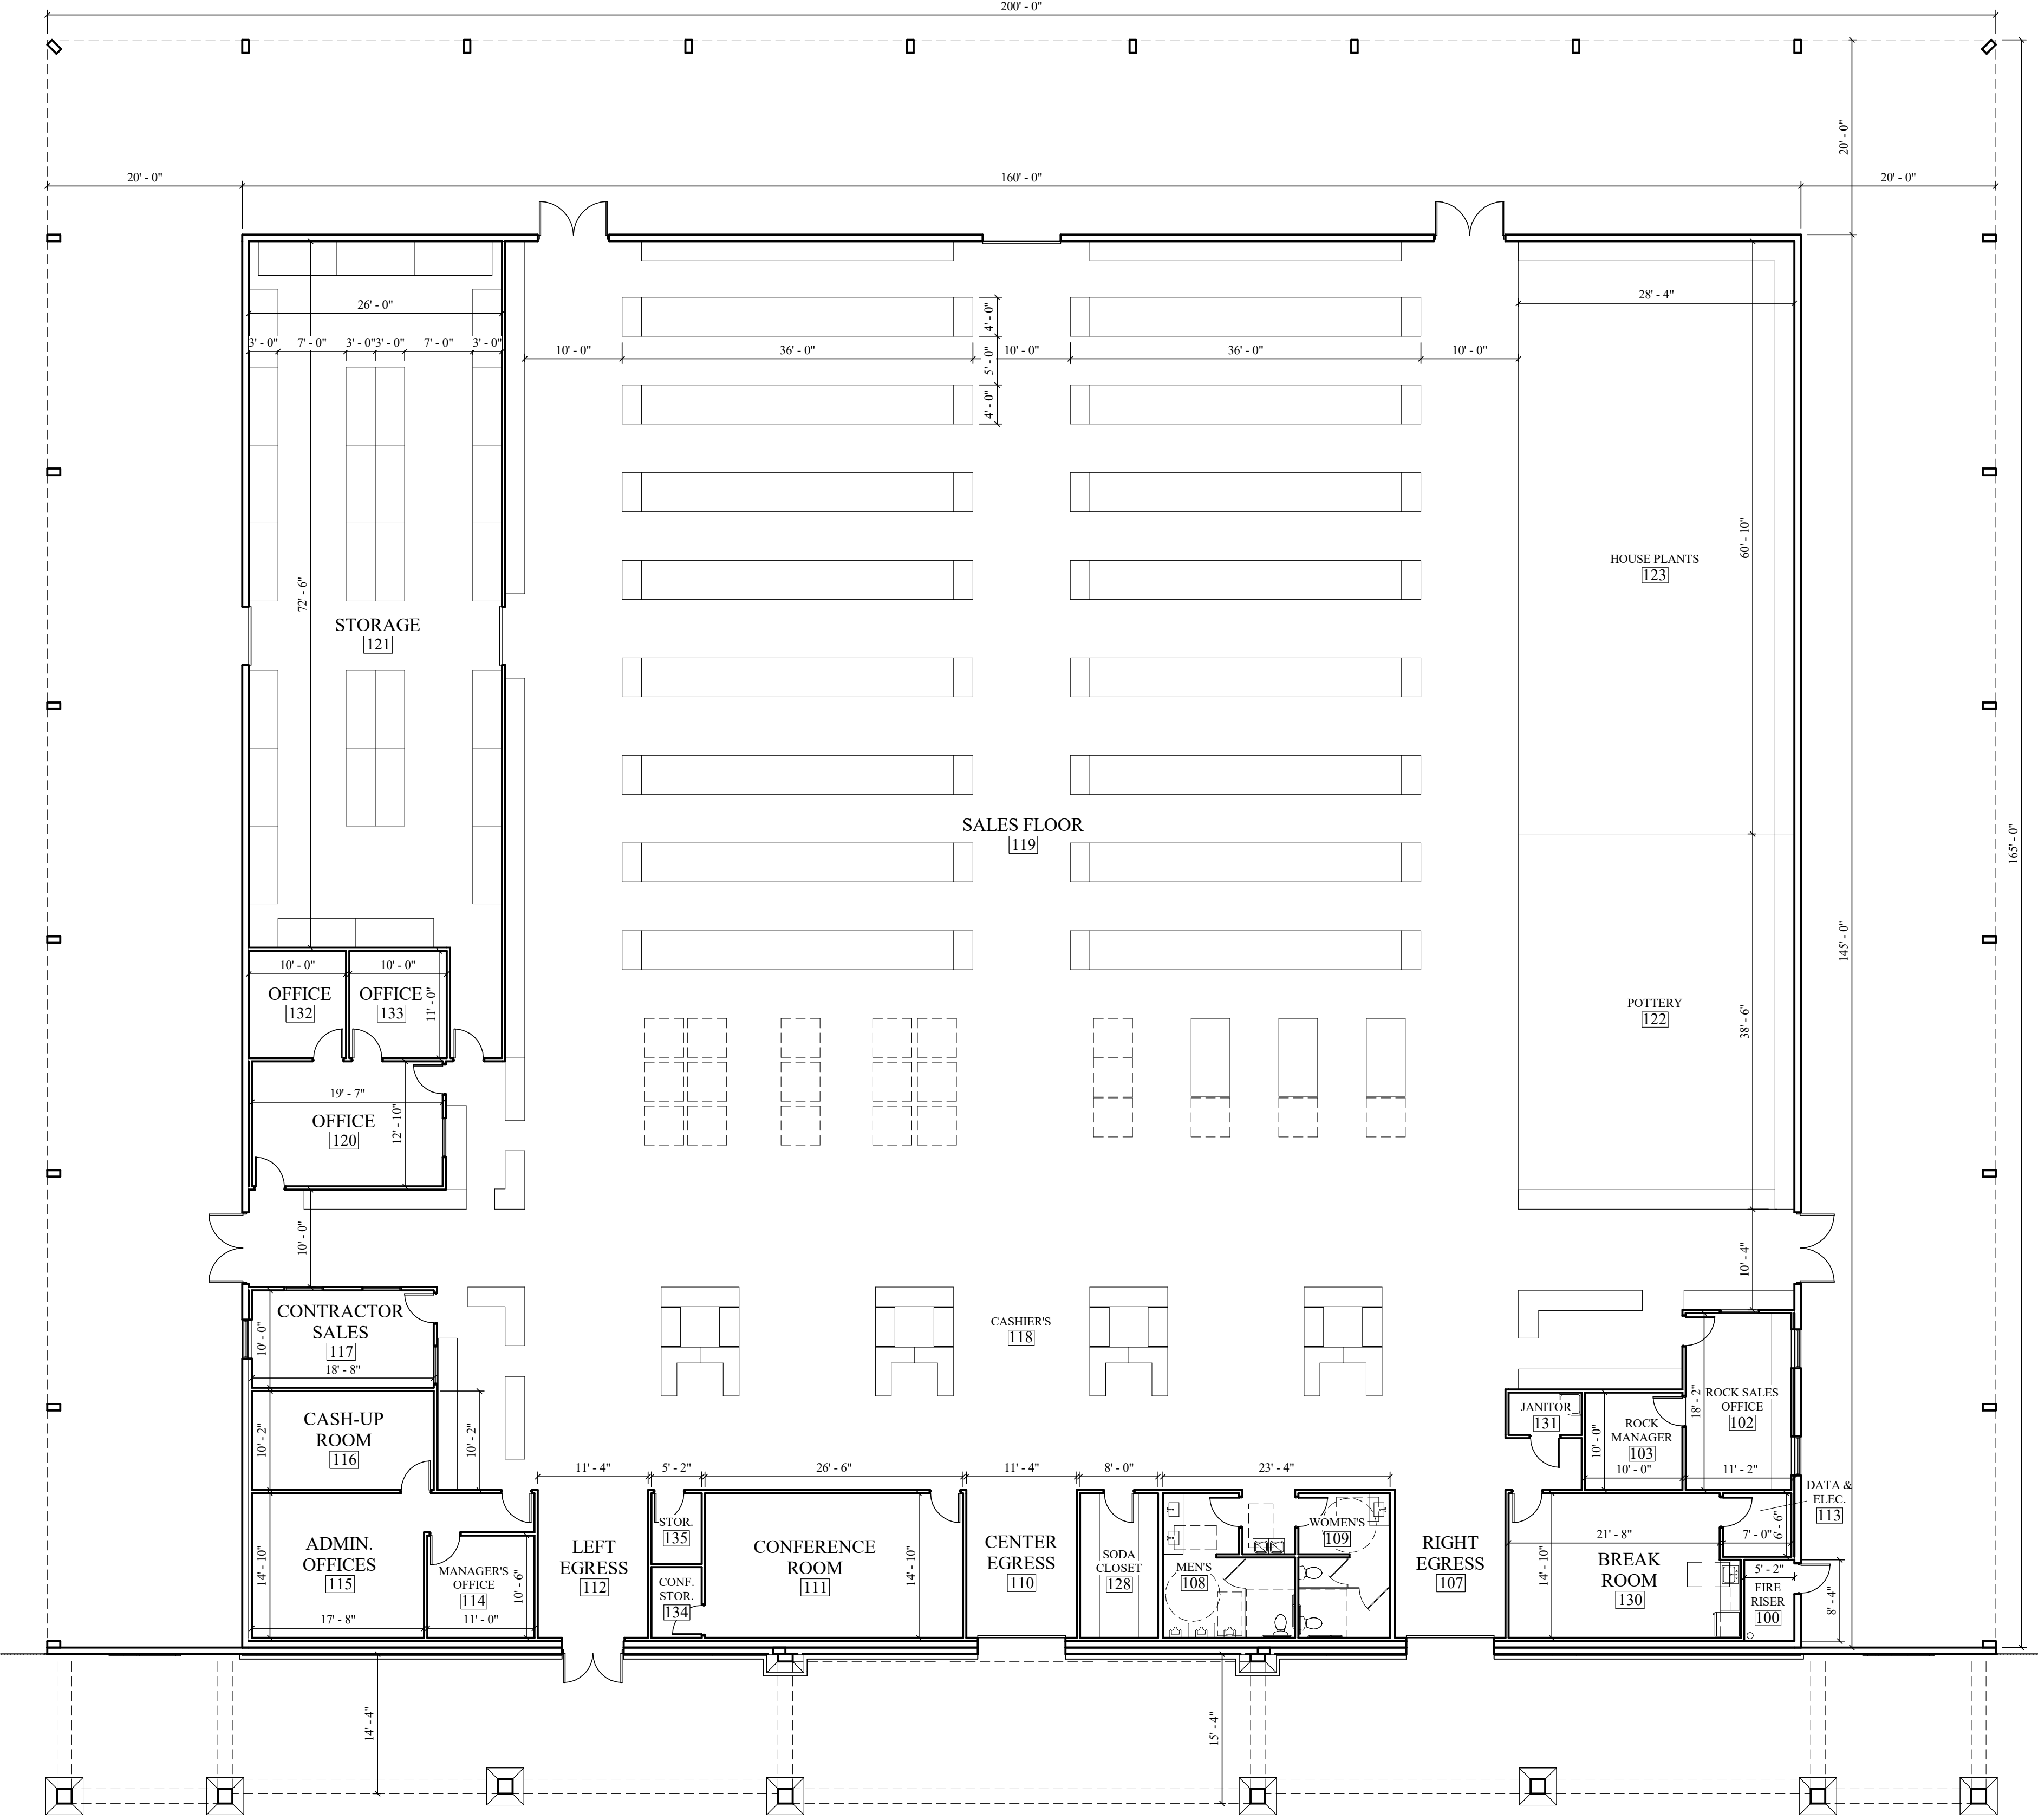 200' - 0"
20' - 0"
20' - 0"
160' - 0"
20' - 0"
26' - 0"
28' - 4"
4' - 0"
3' - 0"
7' - 0"
3' - 0"
3' - 0"
7' - 0"
3' - 0"
10' - 0"
36' - 0"
10' - 0"
36' - 0"
10' - 0"
5' - 0"
4' - 0"
60' - 10"
HOUSE PLANTS
123
72' - 6"
STORAGE
121
SALES FLOOR
119
165' - 0"
145' - 0"
10' - 0"
10' - 0"
OFFICE
132
OFFICE
133
11' - 0"
POTTERY
122
38' - 6"
19' - 7"
OFFICE
120
12' - 10"
10' - 0"
10' - 4"
CONTRACTOR
SALES
117
10' - 0"
18' - 8"
CASHIER'S
118
CASH-UP
ROOM
116
10' - 2"
10' - 2"
JANITOR
131
ROCK
MANAGER
103
10' - 0"
10' - 0"
18' - 2"
ROCK SALES
OFFICE
102
11' - 2"
11' - 4"
5' - 2"
26' - 6"
11' - 4"
8' - 0"
23' - 4"
DATA &
ELEC.
113
ADMIN.
OFFICES
115
14' - 10"
17' - 8"
MANAGER'S
OFFICE
114
10' - 6"
11' - 0"
LEFT
EGRESS
112
STOR.
135
CONF.
STOR.
134
CONFERENCE
ROOM
111
14' - 10"
CENTER
EGRESS
110
SODA
CLOSET
128
MEN'S
108
WOMEN'S
109
RIGHT
EGRESS
107
14' - 10"
21' - 8"
BREAK
ROOM
130
7' - 0"
6' - 6"
5' - 2"
FIRE
RISER
100
8' - 4"
14' - 4"
15' - 4"